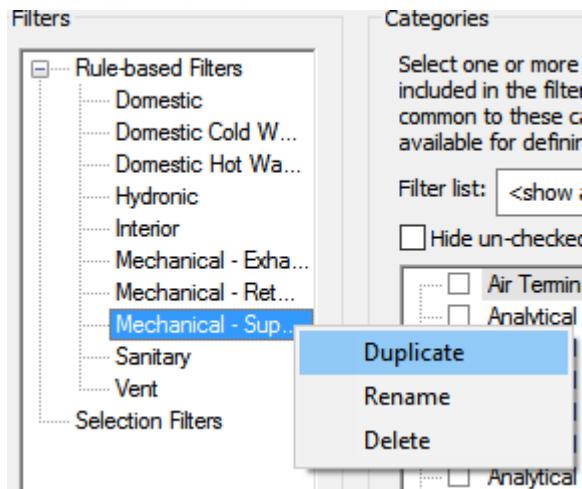 Filters
Rule-based Filters
Domestic
Domestic Cold W...
Domestic Hot Wa...
Hydronic
Interior
Mechanical - Exha...
Mechanical - Ret...
Mechanical - Sup...
Sanitary
Vent
Selection Filters
Categories
Select one or more
included in the filter
common to these ca
available for definin
Filter list:
<show a
Hide un-checked
Air Termin
Analytical
Duplicate
Rename
Delete
Analytical